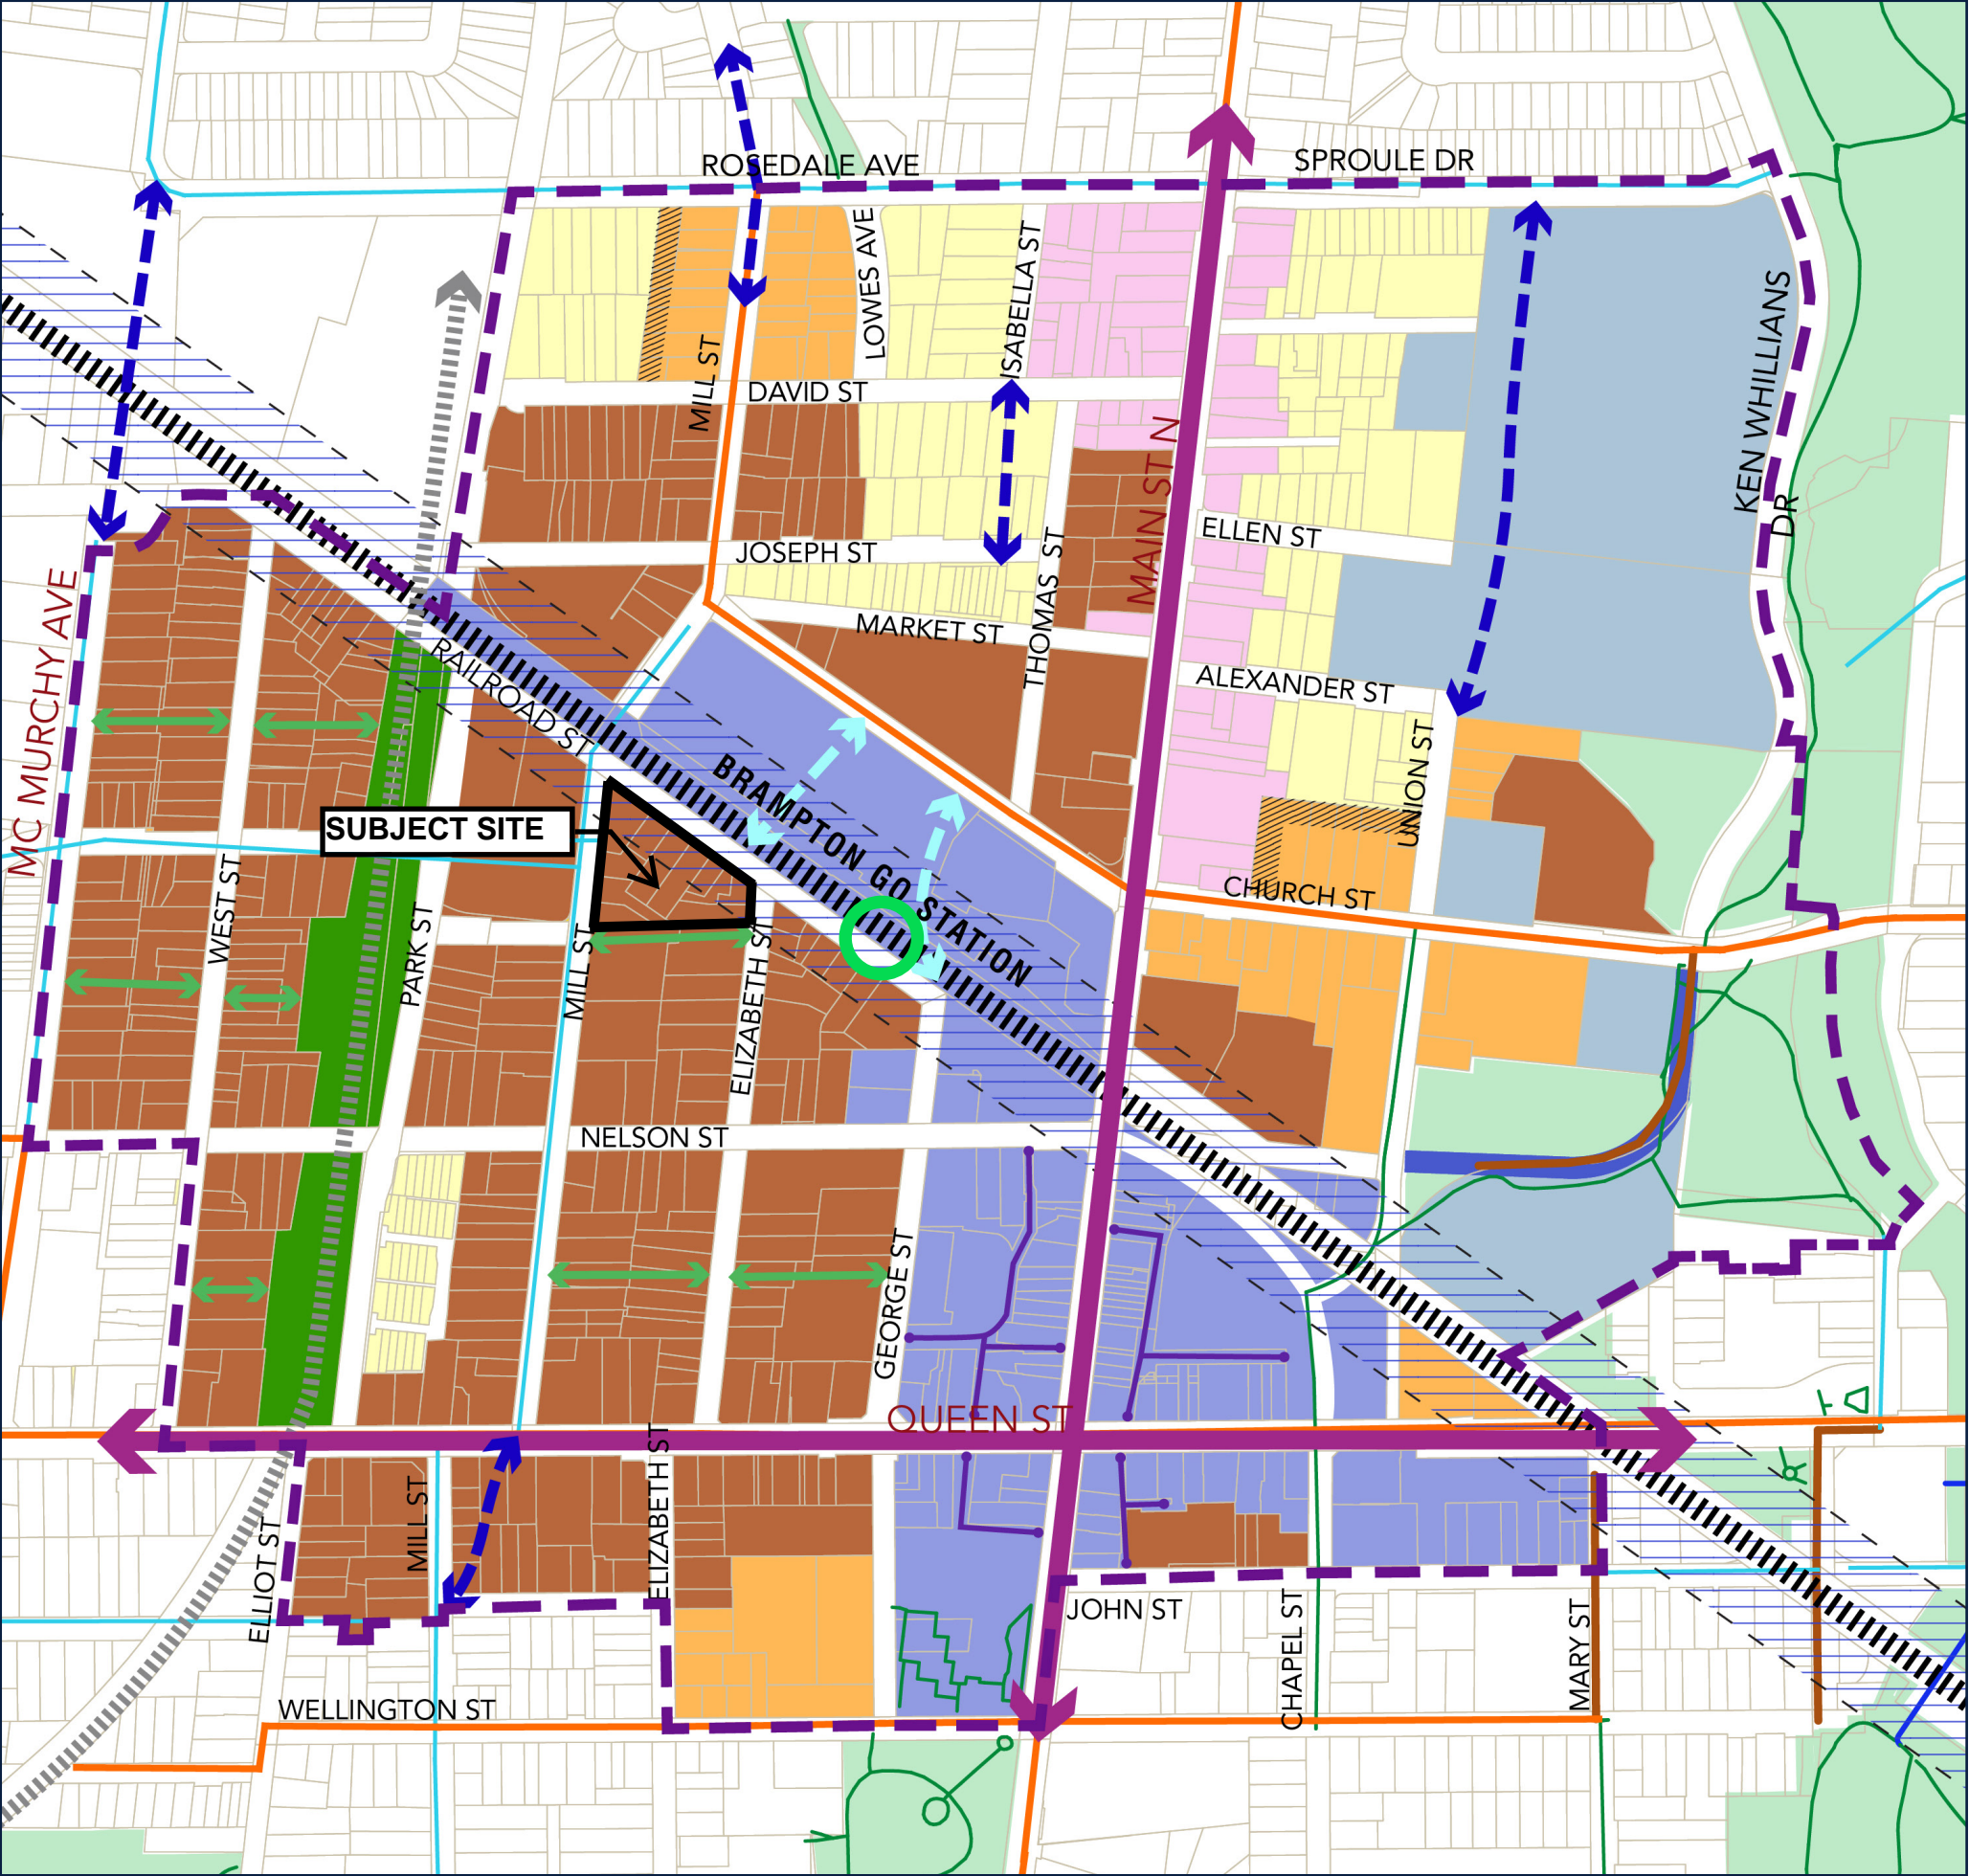 ROSEDALE AVE
SPROULE DR
LOWES AVE
ISABELLA ST
KEN WHILLIANS
DR
MILL ST
DAVID ST
MAIN ST N
ELLEN ST
JOSEPH ST
THOMAS ST
MC MURCHY AVE
MARKET ST
RAILROAD ST
ALEXANDER ST
UNION ST
BRAMPTON GO STATION
SUBJECT SITE
WEST ST
CHURCH ST
PARK ST
MILL ST
ELIZABETH ST
NELSON ST
GEORGE ST
QUEEN ST
ELIZABETH ST
MILL ST
ELLIOT ST
JOHN ST
CHAPEL ST
MARY ST
WELLINGTON ST